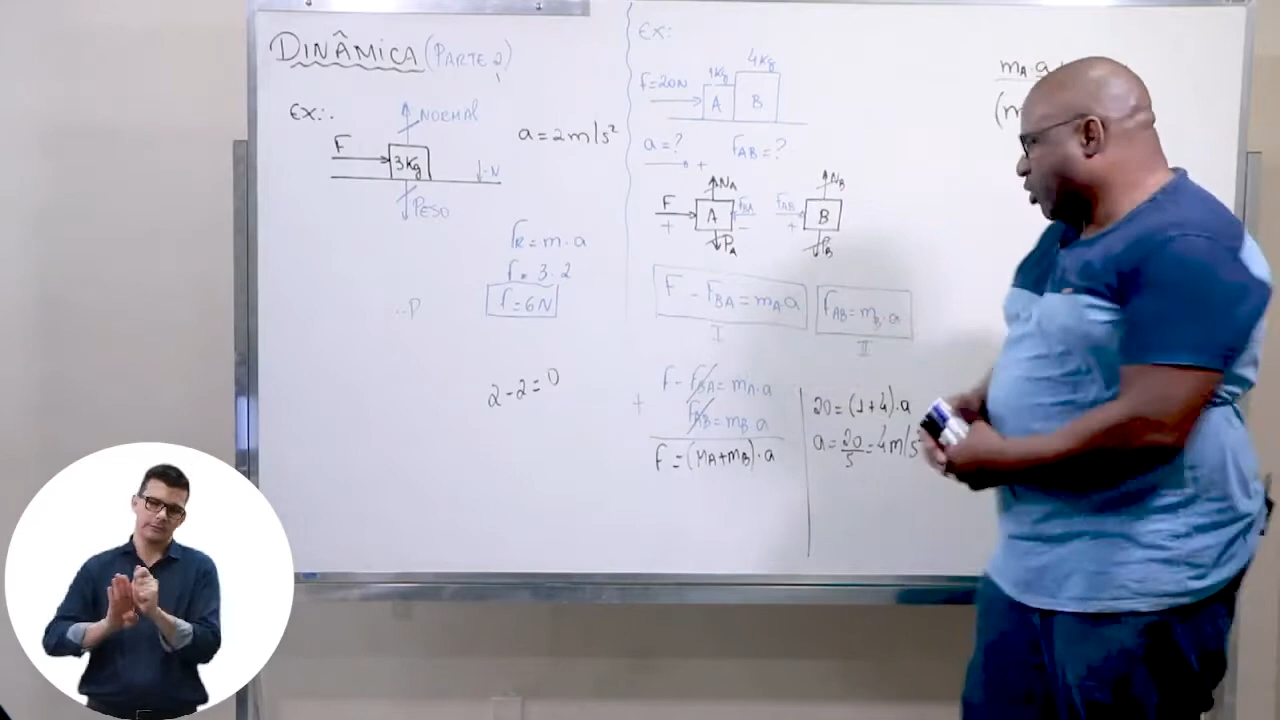 DINÂMICA (PARTE 2)
EX:.
NORMAL
F
3Kg
PESO
-N
a = 2m/s²
FR = m.a
F = 3.2
F = 6N
..P
2-2=0
EX:
F=20N
1Kg
4Kg
A
B
a=?
FAB=?
+
NA
F
A
FBA
+
-
PA
NB
FAB
B
+
PB
F - FBA = mA a
I
FAB = mB.a
II
F - FBA = mA.a
+
FAB = mB a
F = (MA+mB).a
20=(1+4).a
a = 20/5 = 4m/s²
mA.a
(m